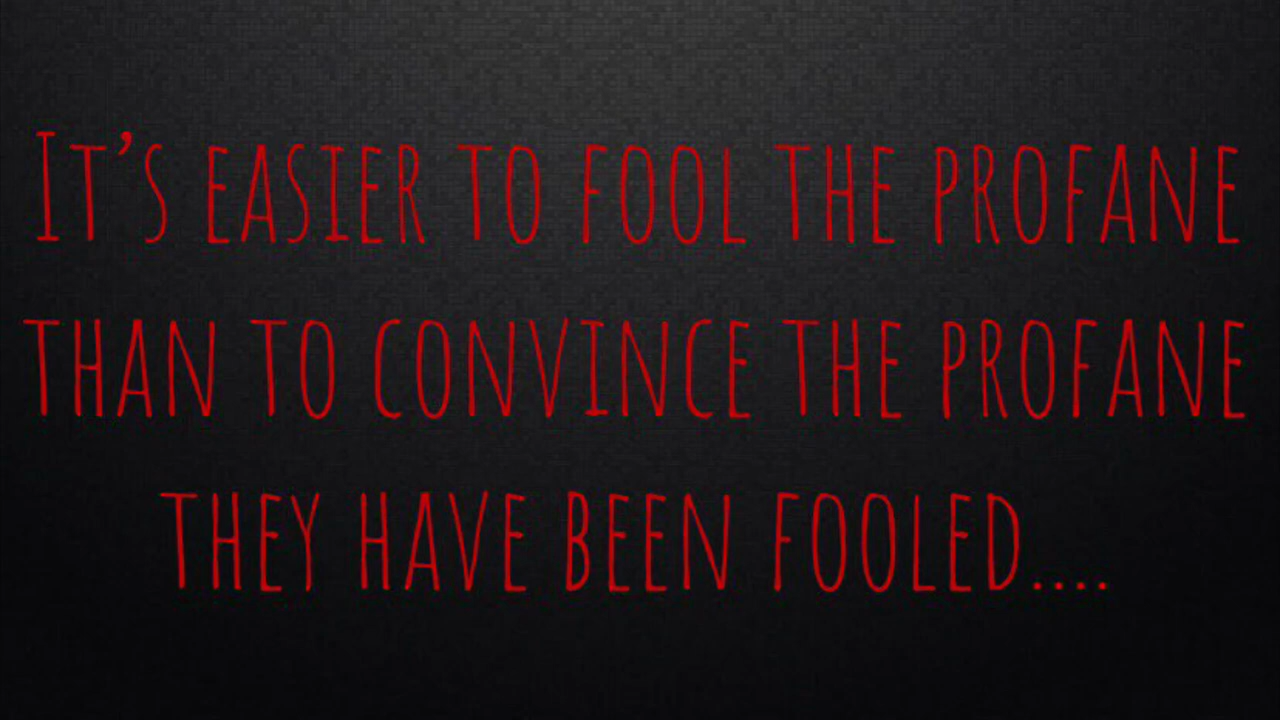 It's easier to fool the profane
than to convince the profane
they have been fooled....